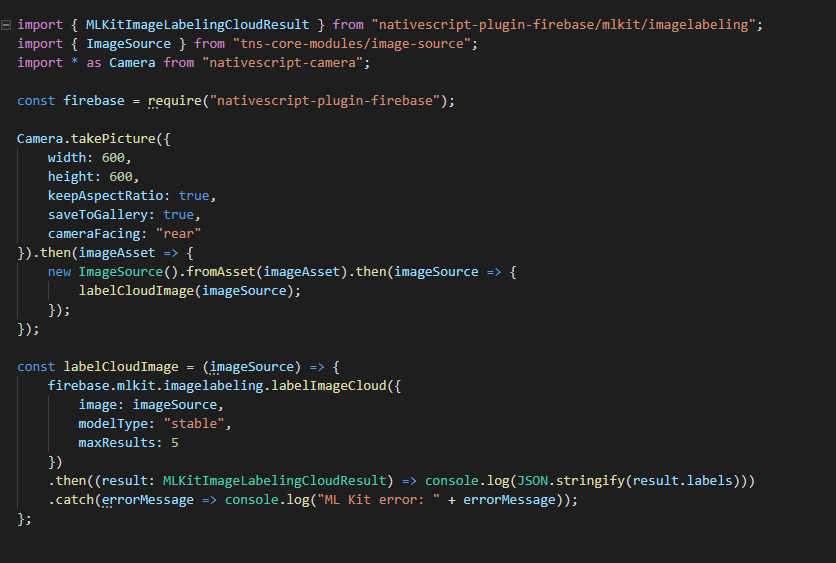 import { MLKitImageLabelingCloudResult } from "nativescript-plugin-firebase/mlkit/imagelabeling";
import { ImageSource } from "tns-core-modules/image-source";
import * as Camera from "nativescript-camera";

const firebase = require("nativescript-plugin-firebase");

Camera.takePicture({
    width: 600,
    height: 600,
    keepAspectRatio: true,
    saveToGallery: true,
    cameraFacing: "rear"
}).then(imageAsset => {
    new ImageSource().fromAsset(imageAsset).then(imageSource => {
        labelCloudImage(imageSource);
    });
});

const labelCloudImage = (imageSource) => {
    firebase.mlkit.imagelabeling.labelImageCloud({
        image: imageSource,
        modelType: "stable",
        maxResults: 5
    })
    .then((result: MLKitImageLabelingCloudResult) => console.log(JSON.stringify(result.labels)))
    .catch(errorMessage => console.log("ML Kit error: " + errorMessage));
};